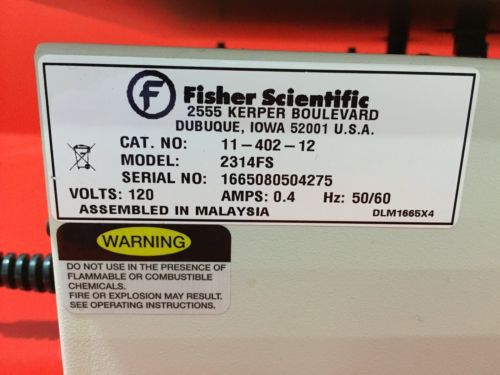 Fisher Scientific
2555 KERPER BOULEVARD
DUBUQUE, IOWA 52001 U.S.A.
CAT. NO: 11-402-12
MODEL: 2314FS
SERIAL NO: 1665080504275
VOLTS: 120 AMPS: 0.4 Hz: 50/60
ASSEMBLED IN MALAYSIA DLM1665X4
WARNING
DO NOT USE IN THE PRESENCE OF
FLAMMABLE OR COMBUSTIBLE
CHEMICALS.
FIRE OR EXPLOSION MAY RESULT.
SEE OPERATING INSTRUCTIONS.